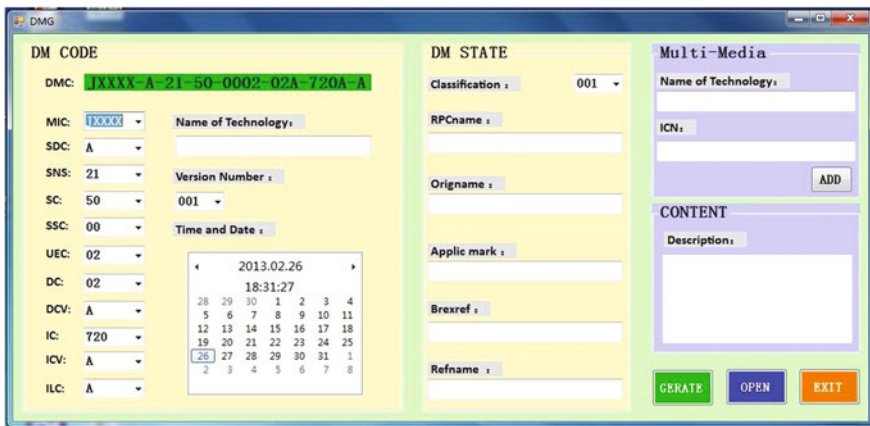 DMG
DM CODE
DMC: JXXXX-A-21-50-0002-02A-720A-A
MIC: JXXXX
SDC: A
SNS: 21
SC: 50
SSC: 00
UEC: 02
DC: 02
DCV: A
IC: 720
ICV: A
ILC: A
Name of Technology:
Version Number :
001
Time and Date :
2013.02.26
18:31:27
28 29 30 1 2 3 4
5 6 7 8 9 10 11
12 13 14 15 16 17 18
19 20 21 22 23 24 25
26 27 28 29 30 31 1
2 3 4 5 6 7 8
DM STATE
Classification : 001
RPCname :
Origname :
Applic mark :
Brexref :
Refname :
Multi-Media
Name of Technology:
ICN:
ADD
CONTENT
Description:
GERATE OPEN EXIT